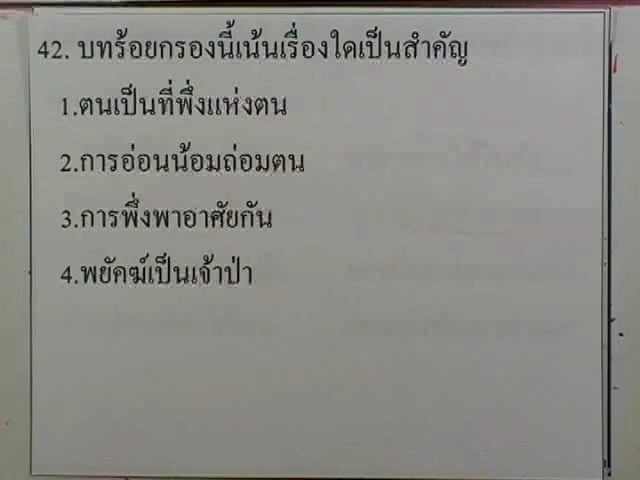 42. บทร้อยกรองนี้เน้นเรื่องใดเป็นสำคัญ
1.ตนเป็นที่พึ่งแห่งตน
2.การอ่อนน้อมถ่อมตน
3.การพึ่งพาอาศัยกัน
4.พยัคฆ์เป็นเจ้าป่า